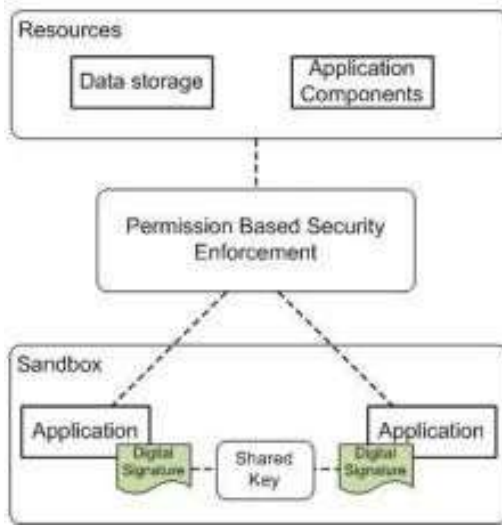 Resources
Data storage
Application
Components
Permission Based Security
Enforcement
Sandbox
Application
Digital
Signature
Shared
Key
Digital
Signature
Application